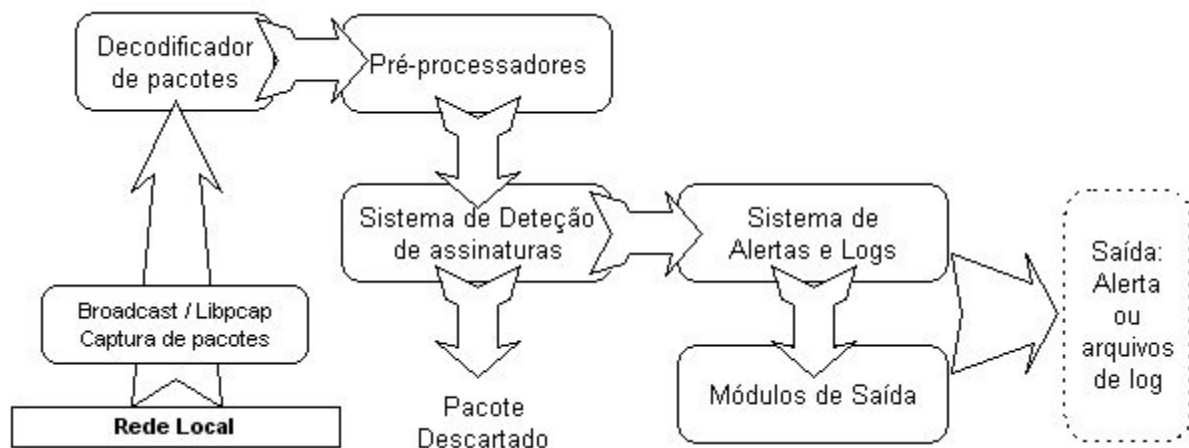 Decodificador
de pacotes
Pré-processadores
Sistema de Deteção
de assinaturas
Sistema de
Alertas e Logs
Saída:
Alerta
ou
arquivos
de log
Broadcast / Libpcap
Captura de pacotes
Módulos de Saída
Rede Local
Pacote
Descartado